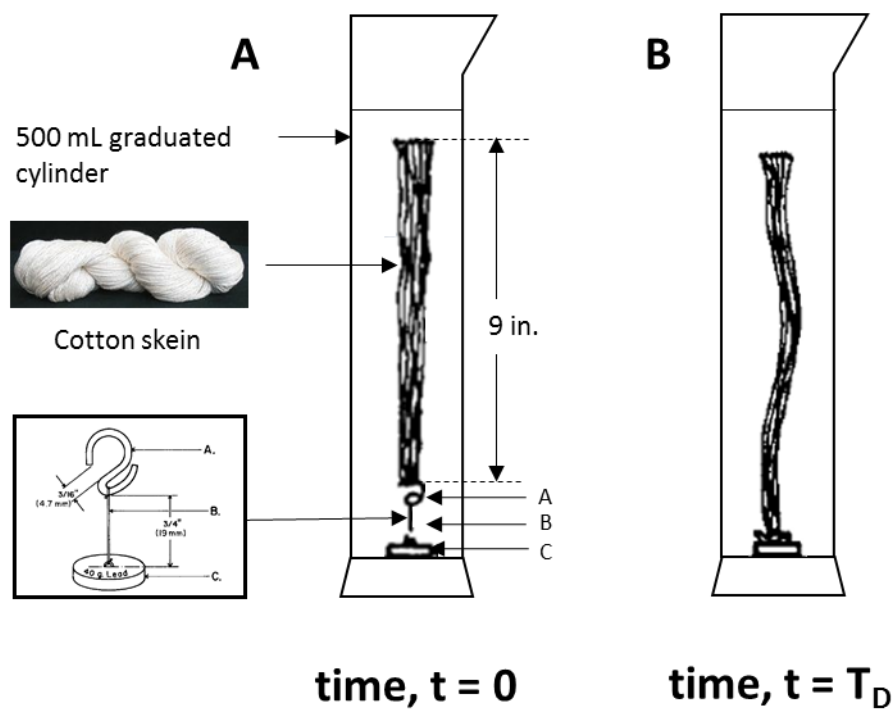 A
B
500 mL graduated
cylinder
Cotton skein
9 in.
A
B
C
A.
3/16"
(4.7 mm)
B.
3/4"
(19 mm)
40 g. Lead
C.
time, t = 0
time, t = T_D